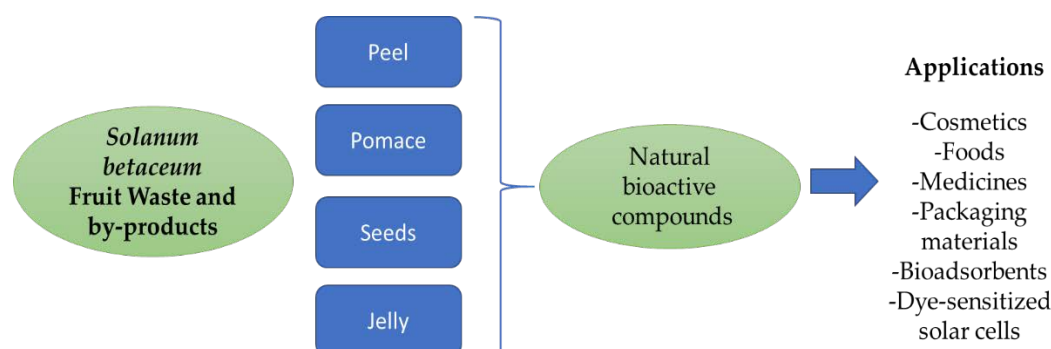 Solanum
betaceum
Fruit Waste and
by-products
Peel
Pomace
Seeds
Jelly
Natural
bioactive
compounds
Applications
-Cosmetics
-Foods
-Medicines
-Packaging
materials
-Bioadsorbents
-Dye-sensitized
solar cells